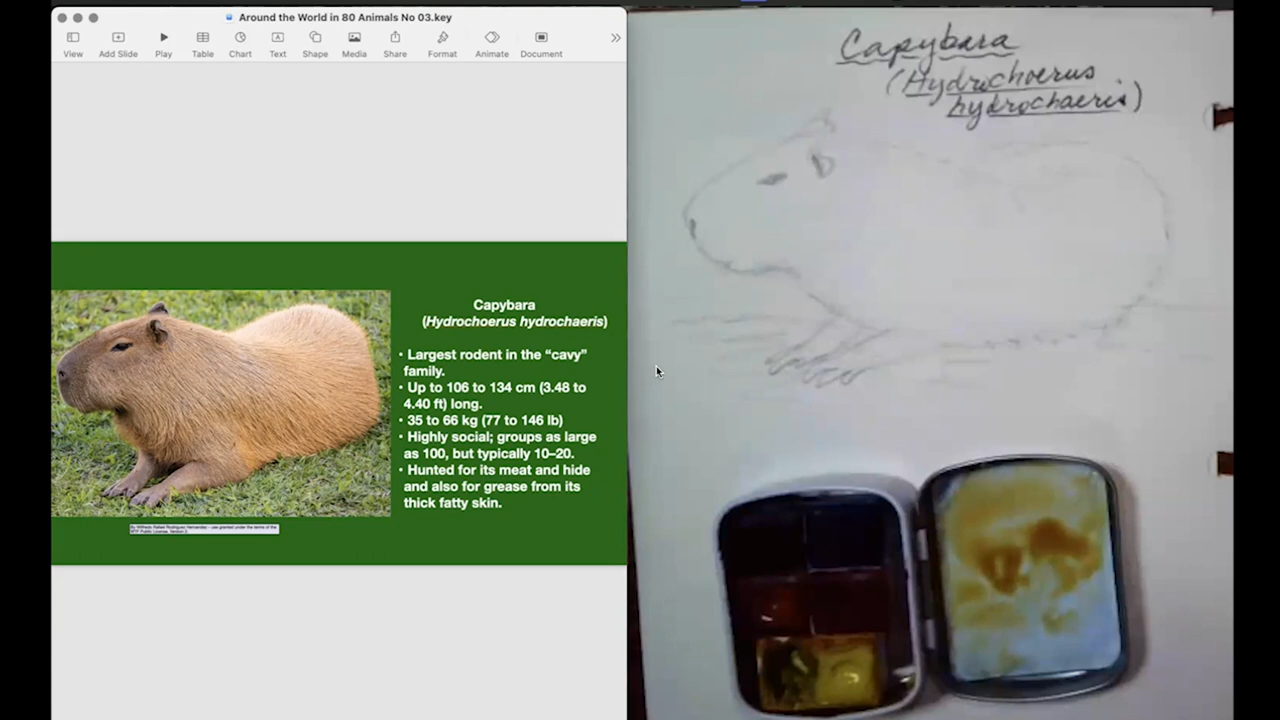 Around the World in 80 Animals No 03.key
View Add Slide Play Table Chart Text Shape Media Share Format Animate Document
Capybara
(Hydrochoerus hydrochaeris)
• Largest rodent in the “cavy”
family.
• Up to 106 to 134 cm (3.48 to
4.40 ft) long.
• 35 to 66 kg (77 to 146 lb)
• Highly social; groups as large
as 100, but typically 10–20.
• Hunted for its meat and hide
and also for grease from its
thick fatty skin.
Capybara
(Hydrochoerus
hydrochaeris)